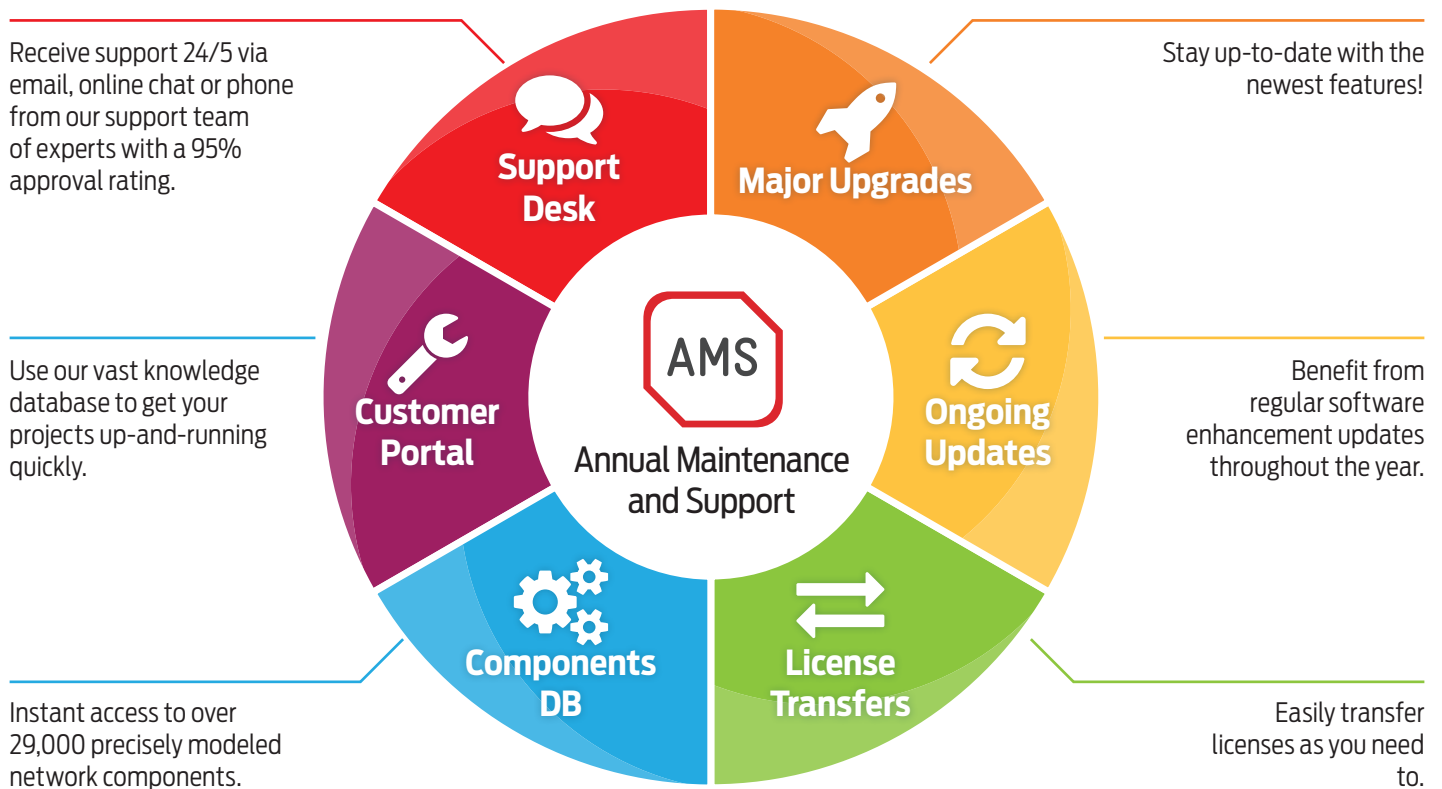 Receive support 24/5 via
email, online chat or phone
from our support team
of experts with a 95%
approval rating.
Support
Desk
Major Upgrades
Stay up-to-date with the
newest features!
Use our vast knowledge
database to get your
projects up-and-running
quickly.
Customer
Portal
AMS
Annual Maintenance
and Support
Ongoing
Updates
Benefit from
regular software
enhancement updates
throughout the year.
Instant access to over
29,000 precisely modeled
network components.
Components
DB
License
Transfers
Easily transfer
licenses as you need
to.